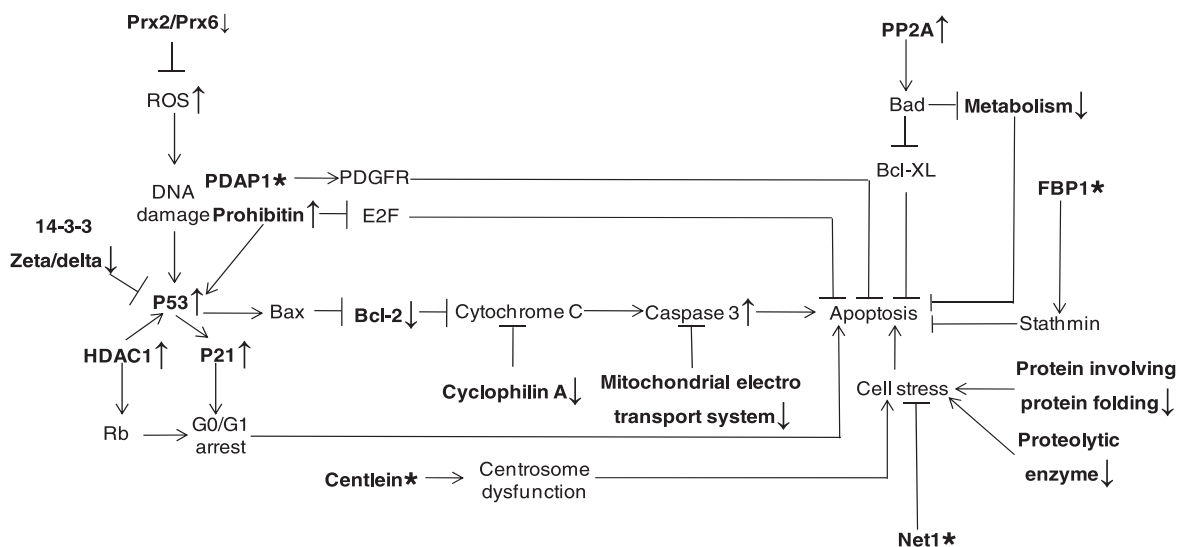 Prx2/Prx6↓
PP2A↑
ROS↑
Bad
Metabolism↓
Bcl-XL
PDAP1*
PDGFR
FBP1*
DNA
damage
Prohibitin↑
E2F
14-3-3
Zeta/delta↓
P53↑
Bax
Bcl-2↓
Cytochrome C
Caspase 3↑
Apoptosis
Stathmin
HDAC1↑
P21↑
Cyclophilin A↓
Mitochondrial electro
transport system↓
Cell stress
Protein involving
protein folding↓
Rb
G0/G1
arrest
Proteolytic
enzyme↓
Centlein*
Centrosome
dysfunction
Net1*